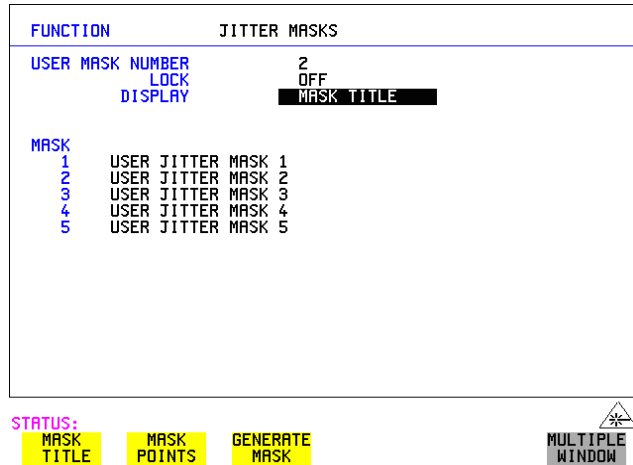 FUNCTION JITTER MASKS
USER MASK NUMBER 2
LOCK OFF
DISPLAY MASK TITLE
MASK
1 USER JITTER MASK 1
2 USER JITTER MASK 2
3 USER JITTER MASK 3
4 USER JITTER MASK 4
5 USER JITTER MASK 5
STATUS:
MASK TITLE
MASK POINTS
GENERATE MASK
MULTIPLE WINDOW